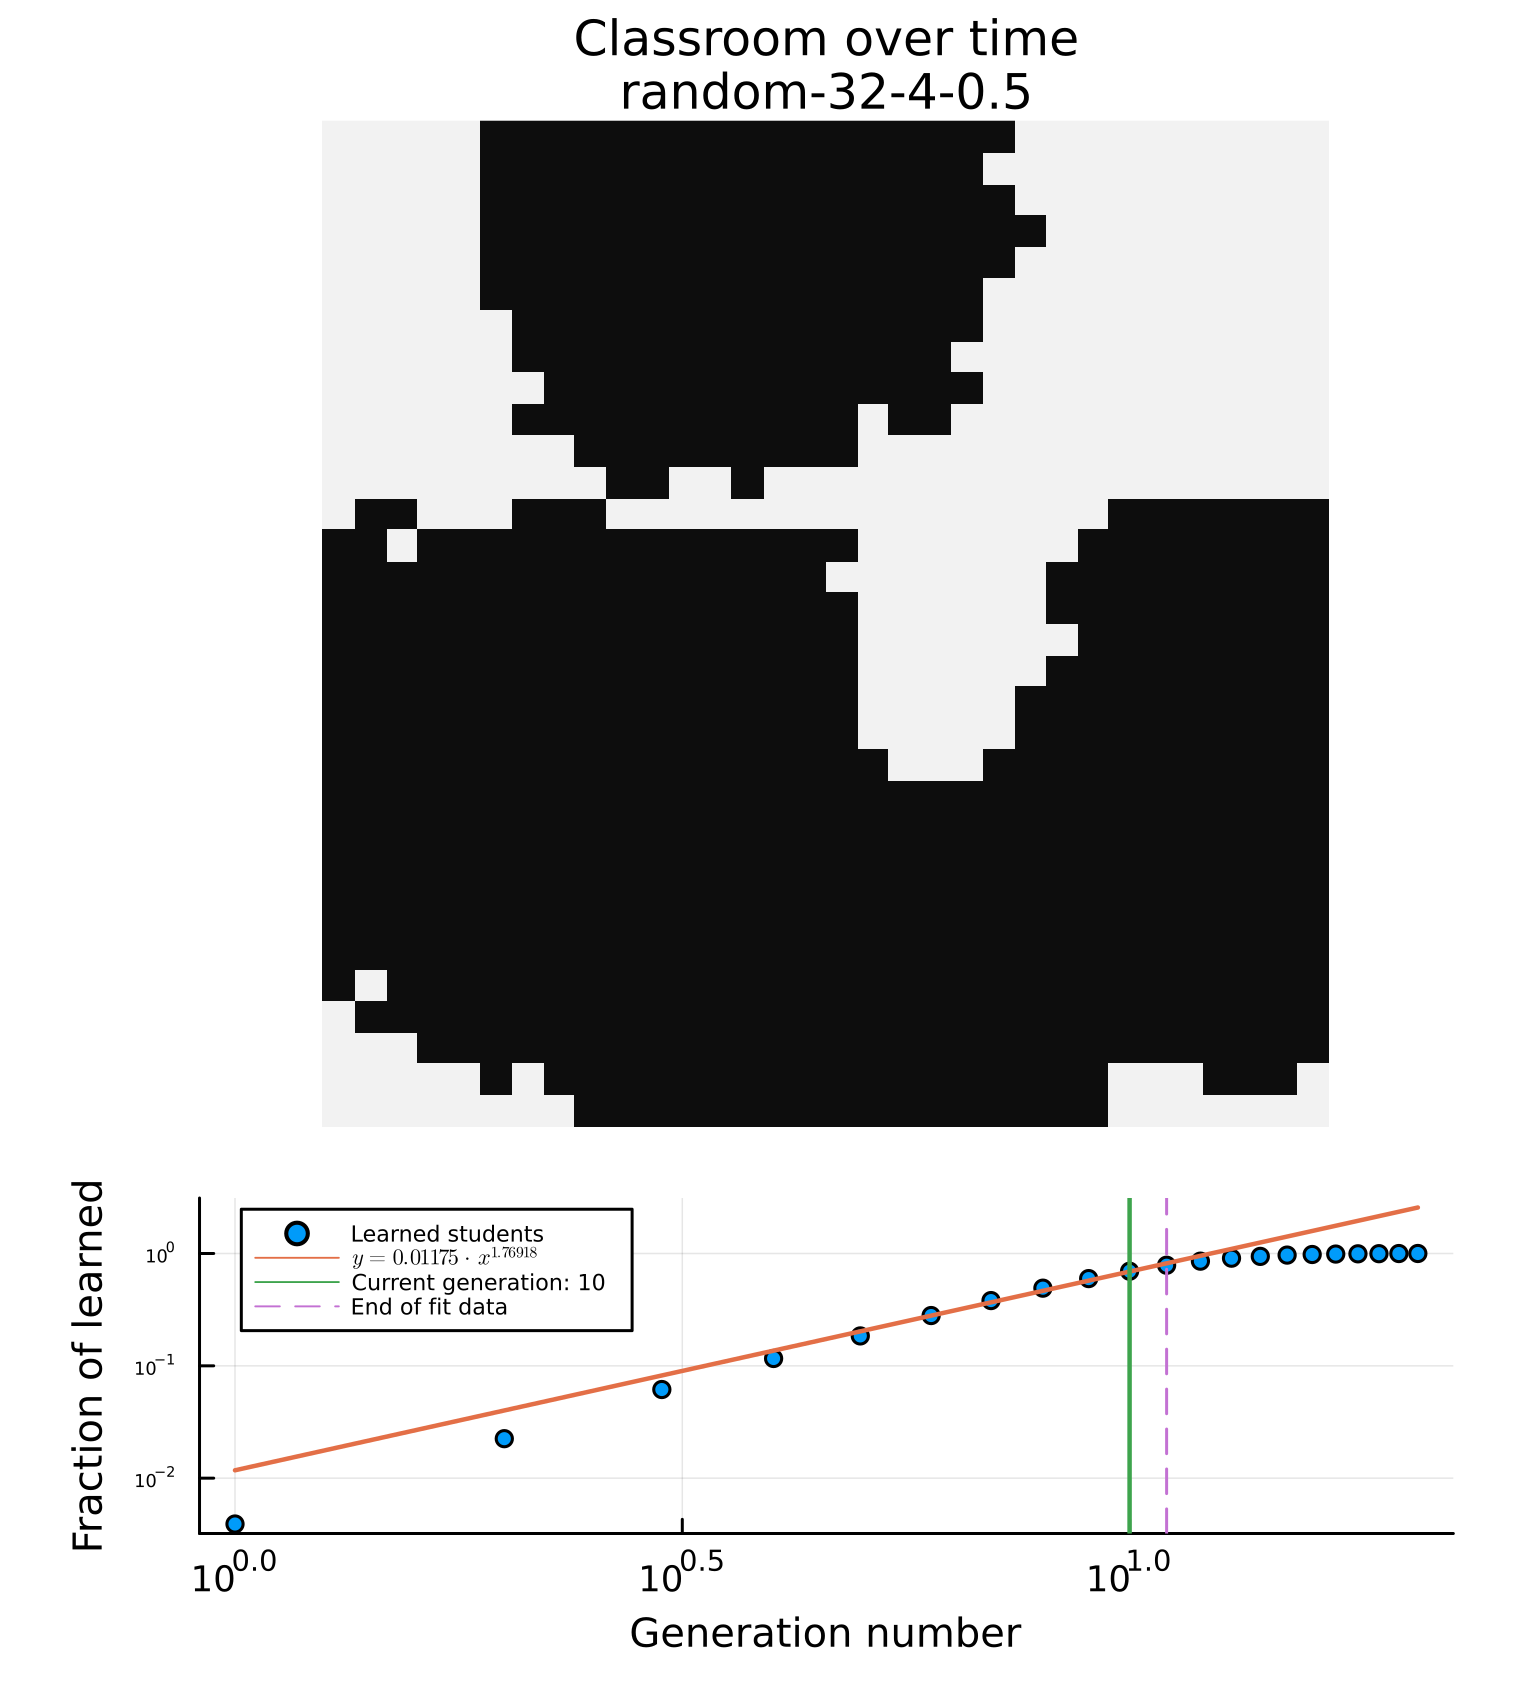 Classroom over time
random-32-4-0.5
Fraction of learned
10^0
10^-1
10^-2
Learned students
y = 0.01175 · x^1.76918
Current generation: 10
End of fit data
10^0.0
10^0.5
10^1.0
Generation number